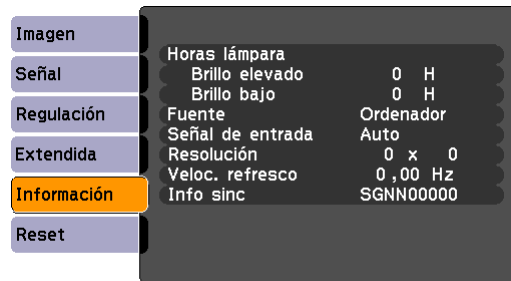 Imagen
Señal
Regulación
Extendida
Información
Reset
Horas lámpara
Brillo elevado 0 H
Brillo bajo 0 H
Fuente Ordenador
Señal de entrada Auto
Resolución 0 x 0
Veloc. refresco 0,00 Hz
Info sinc SGNN00000